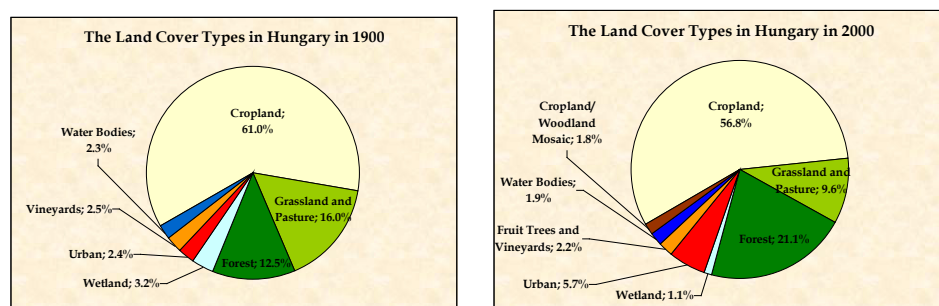 The Land Cover Types in Hungary in 1900
Cropland;
61.0%
Water Bodies;
2.3%
Vineyards; 2.5%
Urban; 2.4%
Wetland; 3.2%
Forest; 12.5%
Grassland and
Pasture; 16.0%
The Land Cover Types in Hungary in 2000
Cropland;
56.8%
Cropland/
Woodland
Mosaic; 1.8%
Water Bodies;
1.9%
Fruit Trees and
Vineyards; 2.2%
Urban; 5.7%
Wetland; 1.1%
Forest; 21.1%
Grassland and
Pasture; 9.6%